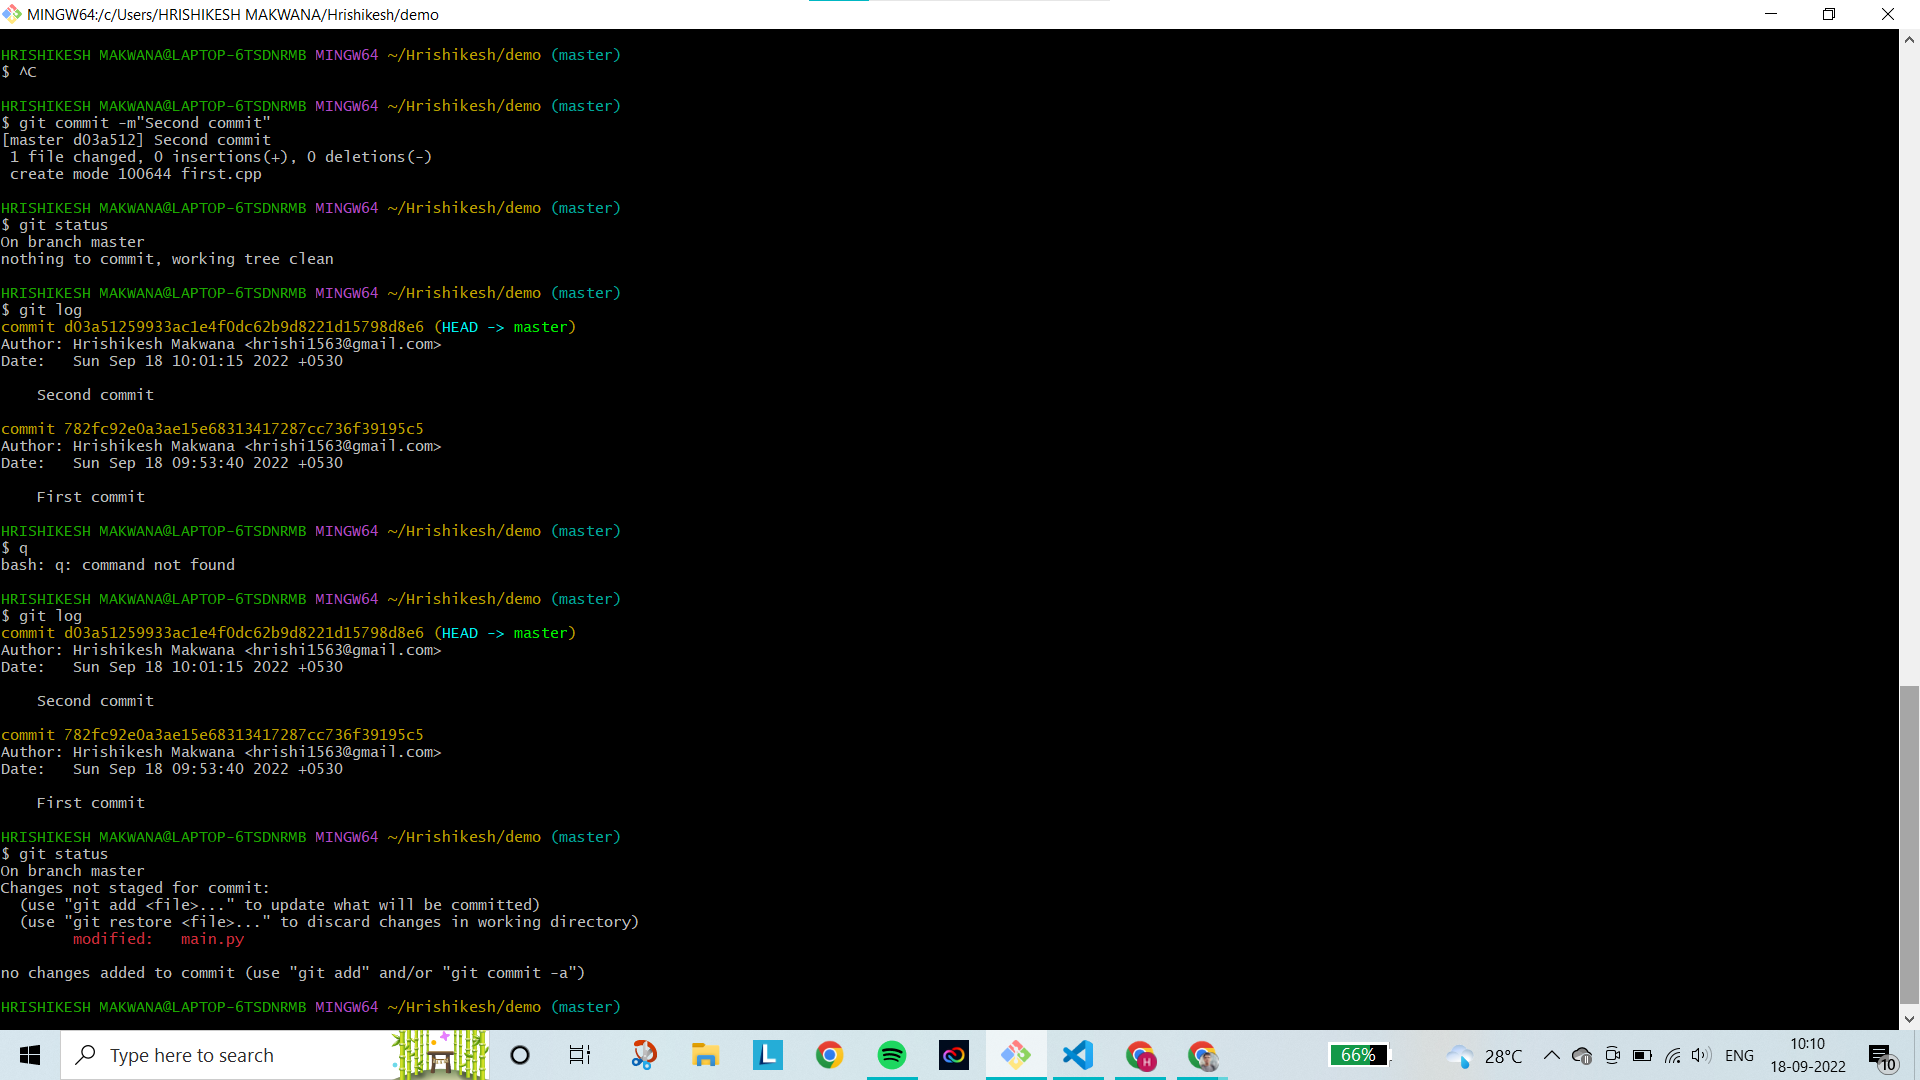 MINGW64:/c/Users/HRISHIKESH MAKWANA/Hrishikesh/demo
HRISHIKESH MAKWANA@LAPTOP-6TSDNRMB MINGW64 ~/Hrishikesh/demo (master)
$ ^C
HRISHIKESH MAKWANA@LAPTOP-6TSDNRMB MINGW64 ~/Hrishikesh/demo (master)
$ git commit -m"Second commit"
[master d03a512] Second commit
1 file changed, 0 insertions(+), 0 deletions(-)
create mode 100644 first.cpp
HRISHIKESH MAKWANA@LAPTOP-6TSDNRMB MINGW64 ~/Hrishikesh/demo (master)
$ git status
On branch master
nothing to commit, working tree clean
HRISHIKESH MAKWANA@LAPTOP-6TSDNRMB MINGW64 ~/Hrishikesh/demo (master)
$ git log
commit d03a51259933ac1e4f0dc62b9d8221d15798d8e6 (HEAD -> master)
Author: Hrishikesh Makwana <hrishi1563@gmail.com>
Date:   Sun Sep 18 10:01:15 2022 +0530
Second commit
commit 782fc92e0a3ae15e68313417287cc736f39195c5
Author: Hrishikesh Makwana <hrishi1563@gmail.com>
Date:   Sun Sep 18 09:53:40 2022 +0530
First commit
HRISHIKESH MAKWANA@LAPTOP-6TSDNRMB MINGW64 ~/Hrishikesh/demo (master)
$ q
bash: q: command not found
HRISHIKESH MAKWANA@LAPTOP-6TSDNRMB MINGW64 ~/Hrishikesh/demo (master)
$ git log
commit d03a51259933ac1e4f0dc62b9d8221d15798d8e6 (HEAD -> master)
Author: Hrishikesh Makwana <hrishi1563@gmail.com>
Date:   Sun Sep 18 10:01:15 2022 +0530
Second commit
commit 782fc92e0a3ae15e68313417287cc736f39195c5
Author: Hrishikesh Makwana <hrishi1563@gmail.com>
Date:   Sun Sep 18 09:53:40 2022 +0530
First commit
HRISHIKESH MAKWANA@LAPTOP-6TSDNRMB MINGW64 ~/Hrishikesh/demo (master)
$ git status
On branch master
Changes not staged for commit:
(use "git add <file>..." to update what will be committed)
(use "git restore <file>..." to discard changes in working directory)
modified:   main.py
no changes added to commit (use "git add" and/or "git commit -a")
HRISHIKESH MAKWANA@LAPTOP-6TSDNRMB MINGW64 ~/Hrishikesh/demo (master)
Type here to search
L
H
66%
28°C
ENG
10:10
18-09-2022
10